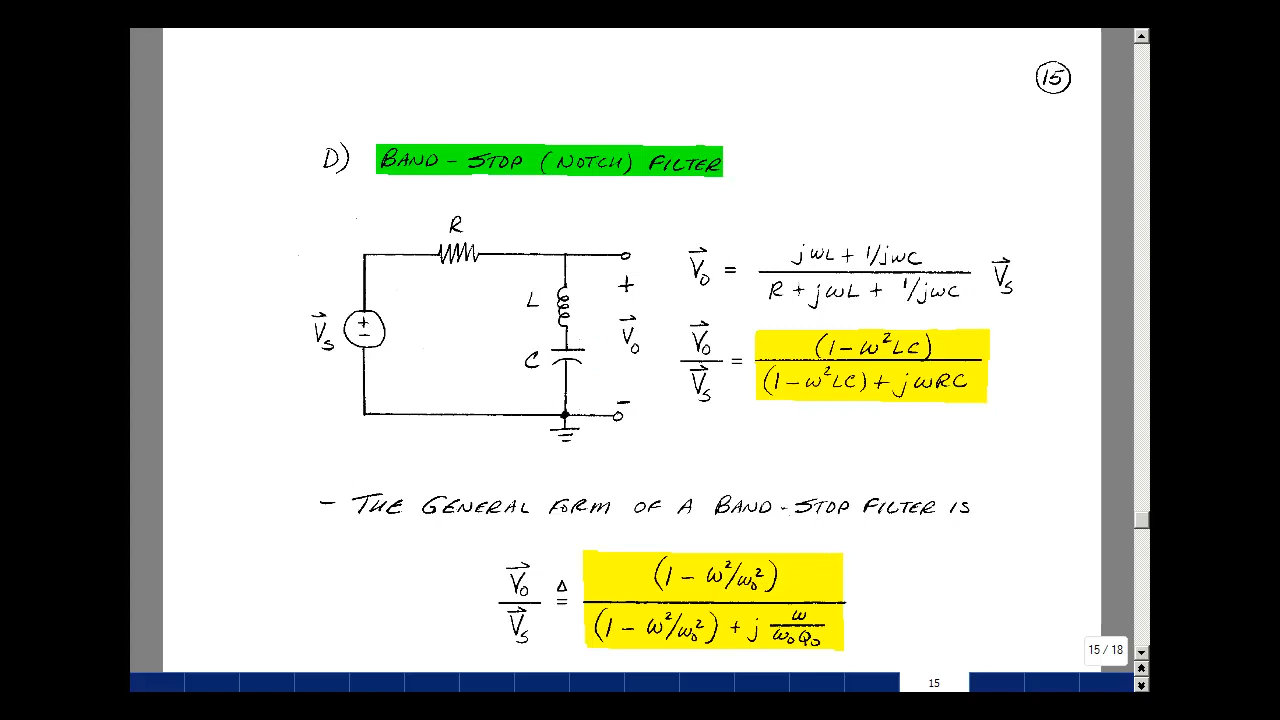 15
D) BAND-STOP (NOTCH) FILTER
R
L
C
V⃗s
+
−
+
V⃗o
−
V⃗o = (jωL + 1/jωC) / (R + jωL + 1/jωC) V⃗s
V⃗o / V⃗s = (1 − ω²LC) / ((1 − ω²LC) + jωRC)
− THE GENERAL FORM OF A BAND-STOP FILTER IS
V⃗o / V⃗s ≜ (1 − ω²/ω₀²) / ((1 − ω²/ω₀²) + j ω/(ω₀Q₀))
15 / 18
15